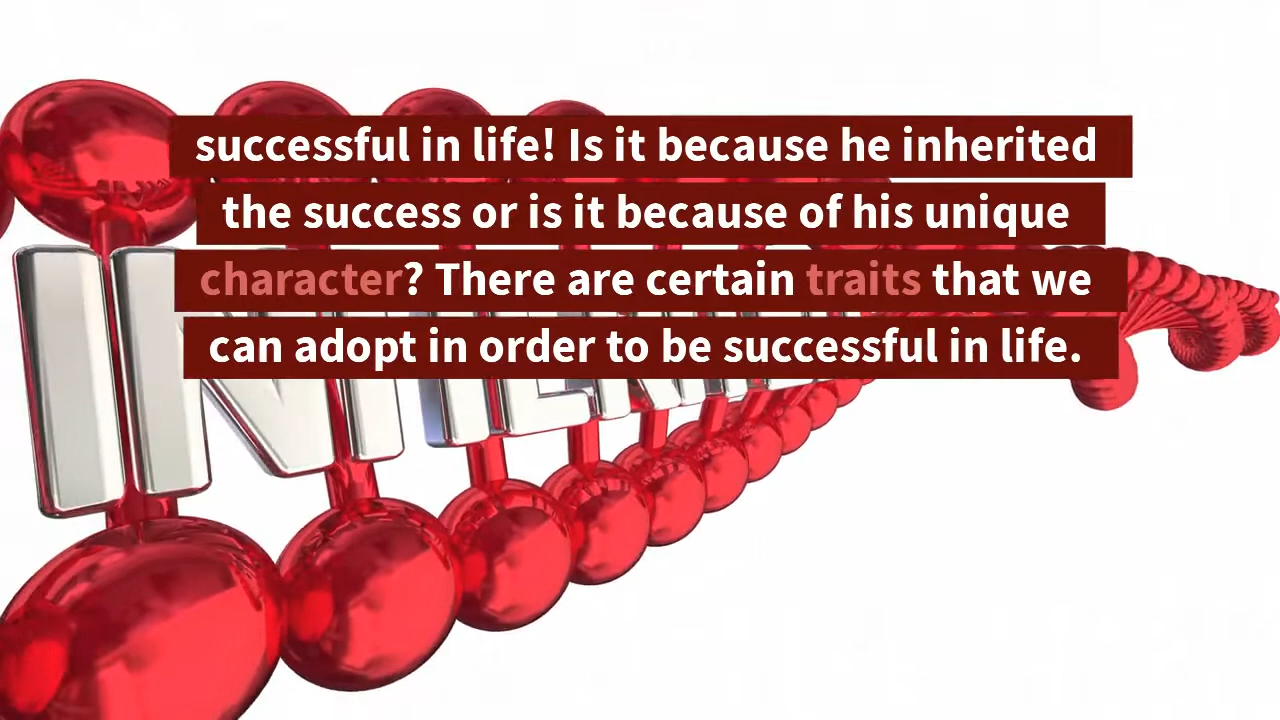 successful in life! Is it because he inherited
the success or is it because of his unique
character? There are certain traits that we
can adopt in order to be successful in life.